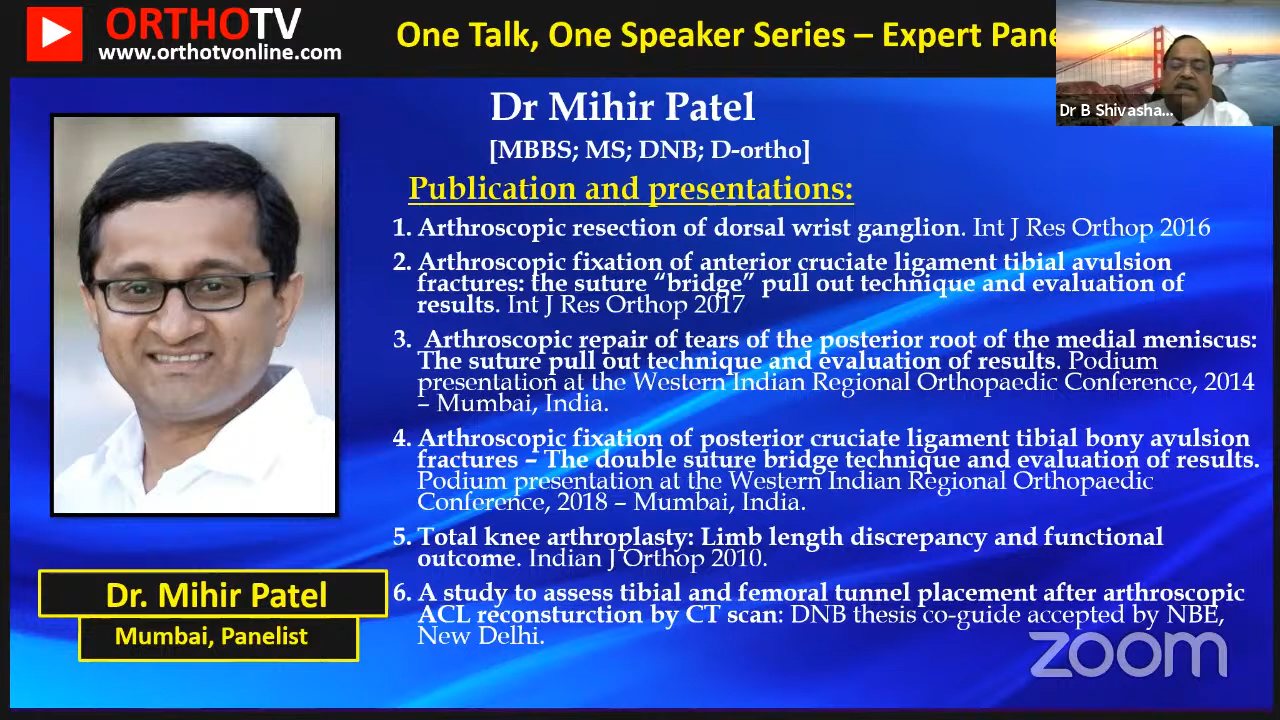 ORTHOTV
www.orthotvonline.com
One Talk, One Speaker Series – Expert Pane
Dr B Shivasha...
Dr Mihir Patel
[MBBS; MS; DNB; D-ortho]
Publication and presentations:
1. Arthroscopic resection of dorsal wrist ganglion. Int J Res Orthop 2016
2. Arthroscopic fixation of anterior cruciate ligament tibial avulsion
fractures: the suture “bridge” pull out technique and evaluation of
results. Int J Res Orthop 2017
3. Arthroscopic repair of tears of the posterior root of the medial meniscus:
The suture pull out technique and evaluation of results. Podium
presentation at the Western Indian Regional Orthopaedic Conference, 2014
– Mumbai, India.
4. Arthroscopic fixation of posterior cruciate ligament tibial bony avulsion
fractures – The double suture bridge technique and evaluation of results.
Podium presentation at the Western Indian Regional Orthopaedic
Conference, 2018 – Mumbai, India.
5. Total knee arthroplasty: Limb length discrepancy and functional
outcome. Indian J Orthop 2010.
6. A study to assess tibial and femoral tunnel placement after arthroscopic
ACL reconsturction by CT scan: DNB thesis co-guide accepted by NBE,
New Delhi.
Dr. Mihir Patel
Mumbai, Panelist
zoom